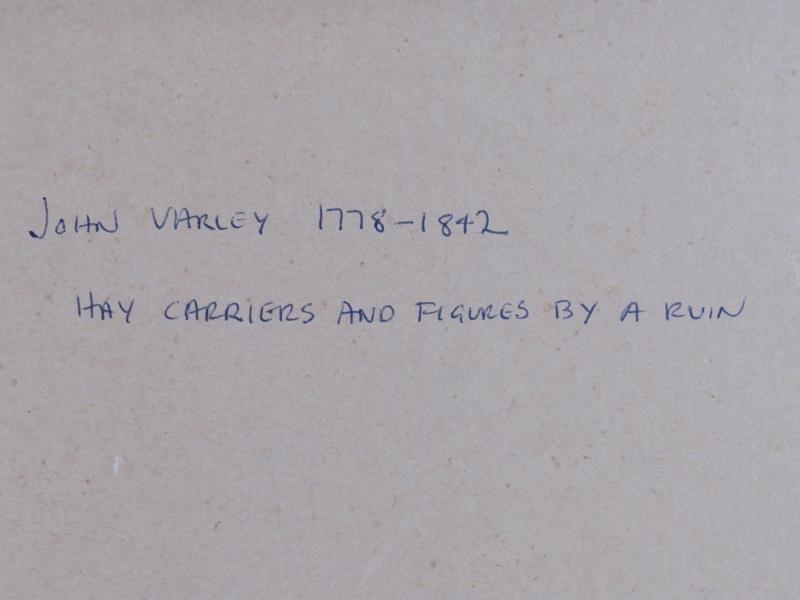 JOHN VARLEY 1778-1842
HAY CARRIERS AND FIGURES BY A RUIN